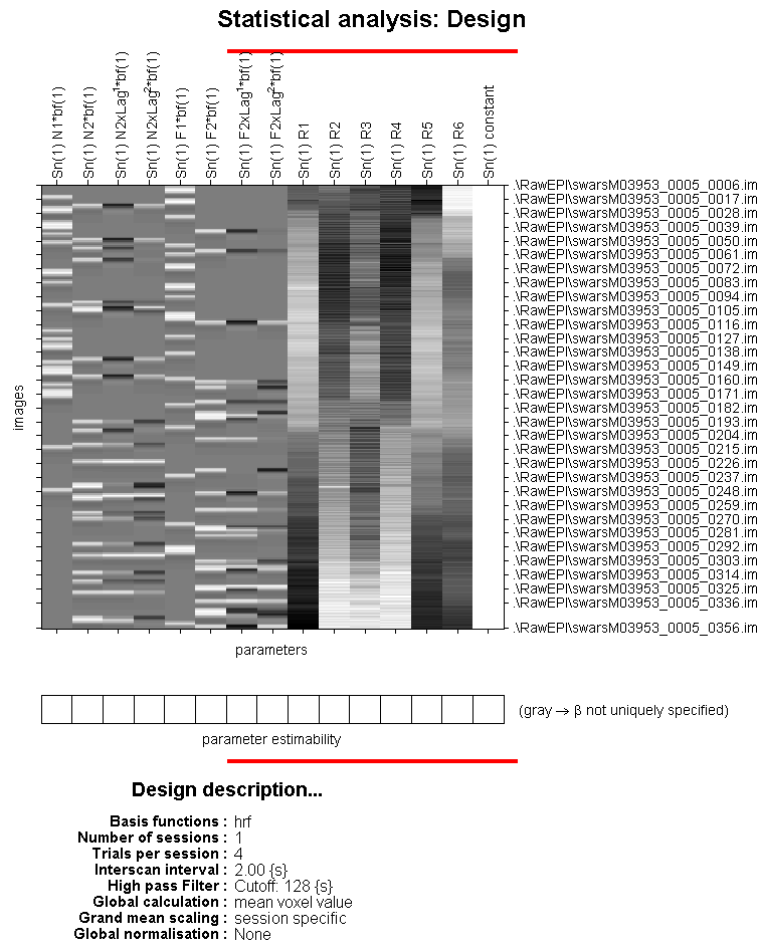 Statistical analysis: Design
Sn(1) N1*bf(1)
Sn(1) N2*bf(1)
Sn(1) N2xLag^1*bf(1)
Sn(1) N2xLag^2*bf(1)
Sn(1) F1*bf(1)
Sn(1) F2*bf(1)
Sn(1) F2xLag^1*bf(1)
Sn(1) F2xLag^2*bf(1)
Sn(1) R1
Sn(1) R2
Sn(1) R3
Sn(1) R4
Sn(1) R5
Sn(1) R6
Sn(1) constant
images
.\RawEPI\swarsM03953_0005_0006.im
.\RawEPI\swarsM03953_0005_0017.im
.\RawEPI\swarsM03953_0005_0028.im
.\RawEPI\swarsM03953_0005_0039.im
.\RawEPI\swarsM03953_0005_0050.im
.\RawEPI\swarsM03953_0005_0061.im
.\RawEPI\swarsM03953_0005_0072.im
.\RawEPI\swarsM03953_0005_0083.im
.\RawEPI\swarsM03953_0005_0094.im
.\RawEPI\swarsM03953_0005_0105.im
.\RawEPI\swarsM03953_0005_0116.im
.\RawEPI\swarsM03953_0005_0127.im
.\RawEPI\swarsM03953_0005_0138.im
.\RawEPI\swarsM03953_0005_0149.im
.\RawEPI\swarsM03953_0005_0160.im
.\RawEPI\swarsM03953_0005_0171.im
.\RawEPI\swarsM03953_0005_0182.im
.\RawEPI\swarsM03953_0005_0193.im
.\RawEPI\swarsM03953_0005_0204.im
.\RawEPI\swarsM03953_0005_0215.im
.\RawEPI\swarsM03953_0005_0226.im
.\RawEPI\swarsM03953_0005_0237.im
.\RawEPI\swarsM03953_0005_0248.im
.\RawEPI\swarsM03953_0005_0259.im
.\RawEPI\swarsM03953_0005_0270.im
.\RawEPI\swarsM03953_0005_0281.im
.\RawEPI\swarsM03953_0005_0292.im
.\RawEPI\swarsM03953_0005_0303.im
.\RawEPI\swarsM03953_0005_0314.im
.\RawEPI\swarsM03953_0005_0325.im
.\RawEPI\swarsM03953_0005_0336.im
.\RawEPI\swarsM03953_0005_0356.im
parameters
(gray → β not uniquely specified)
parameter estimability
Design description...
Basis functions : hrf
Number of sessions : 1
Trials per session : 4
Interscan interval : 2.00 {s}
High pass Filter : Cutoff: 128 {s}
Global calculation : mean voxel value
Grand mean scaling : session specific
Global normalisation : None